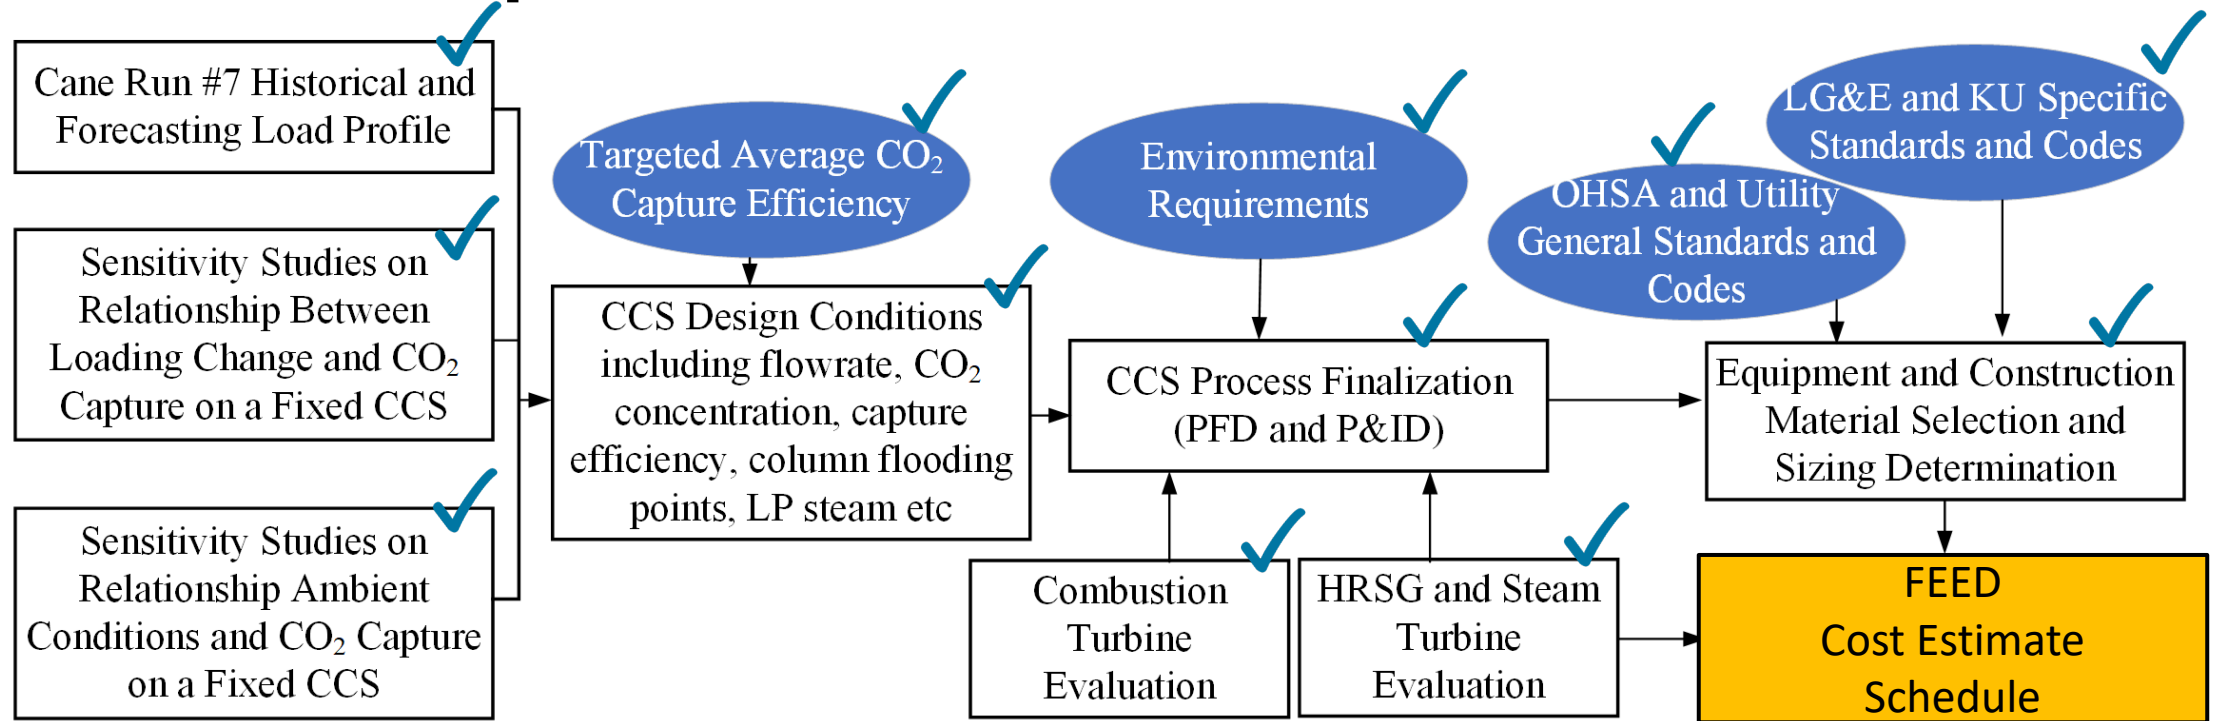 Cane Run #7 Historical and
Forecasting Load Profile
Sensitivity Studies on
Relationship Between
Loading Change and CO₂
Capture on a Fixed CCS
Sensitivity Studies on
Relationship Ambient
Conditions and CO₂ Capture
on a Fixed CCS
Targeted Average CO₂
Capture Efficiency
CCS Design Conditions
including flowrate, CO₂
concentration, capture
efficiency, column flooding
points, LP steam etc
Environmental
Requirements
CCS Process Finalization
(PFD and P&ID)
Combustion
Turbine
Evaluation
HRSG and Steam
Turbine
Evaluation
OHSA and Utility
General Standards and
Codes
LG&E and KU Specific
Standards and Codes
Equipment and Construction
Material Selection and
Sizing Determination
FEED
Cost Estimate
Schedule